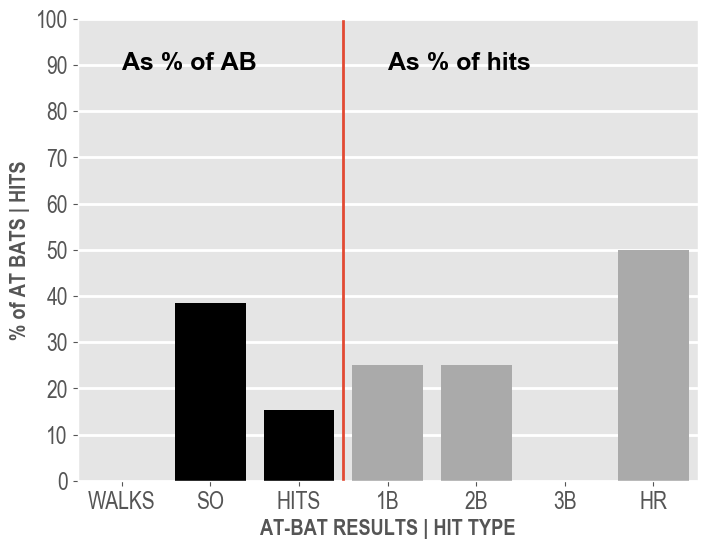 As % of AB
As % of hits
100
90
80
70
60
50
40
30
20
10
0
% of AT BATS | HITS
WALKS SO HITS 1B 2B 3B HR
AT-BAT RESULTS | HIT TYPE